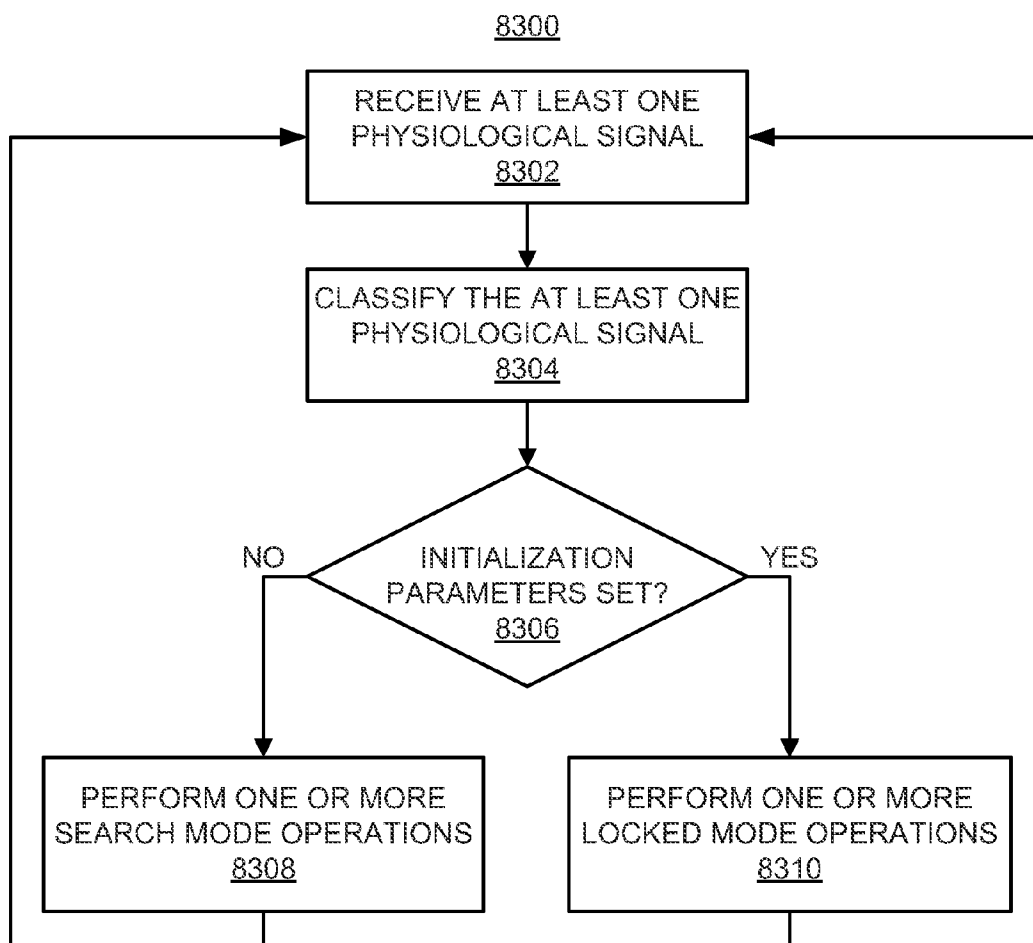 8300
RECEIVE AT LEAST ONE
PHYSIOLOGICAL SIGNAL
8302
CLASSIFY THE AT LEAST ONE
PHYSIOLOGICAL SIGNAL
8304
NO
YES
INITIALIZATION
PARAMETERS SET?
8306
PERFORM ONE OR MORE
SEARCH MODE OPERATIONS
8308
PERFORM ONE OR MORE
LOCKED MODE OPERATIONS
8310